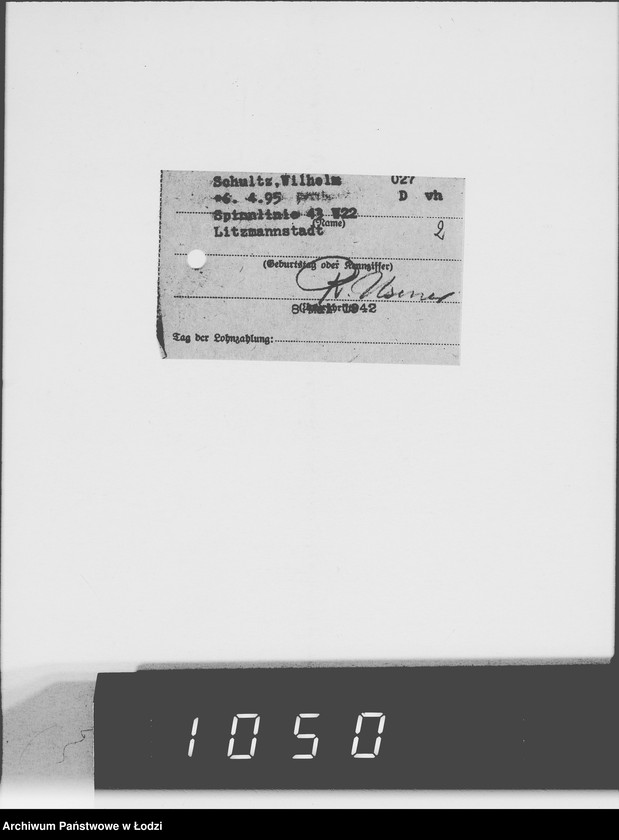 Schultz, Wilhelm 027
*6. 4.95 D vh
Spinnlinie 43 W22
(Name)
Litzmannstadt 2
(Geburtstag oder Kennziffer)
1942
Tag der Lohnzahlung:
1050
Archiwum Państwowe w Łodzi